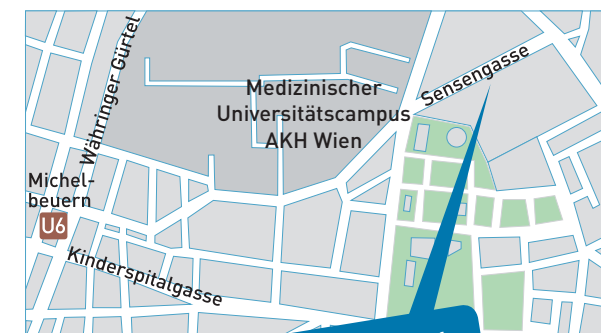 Währinger Gürtel
Medizinischer
Universitätscampus
AKH Wien
Sensengasse
Michel-
beuern
U6
Kinderspitalgasse